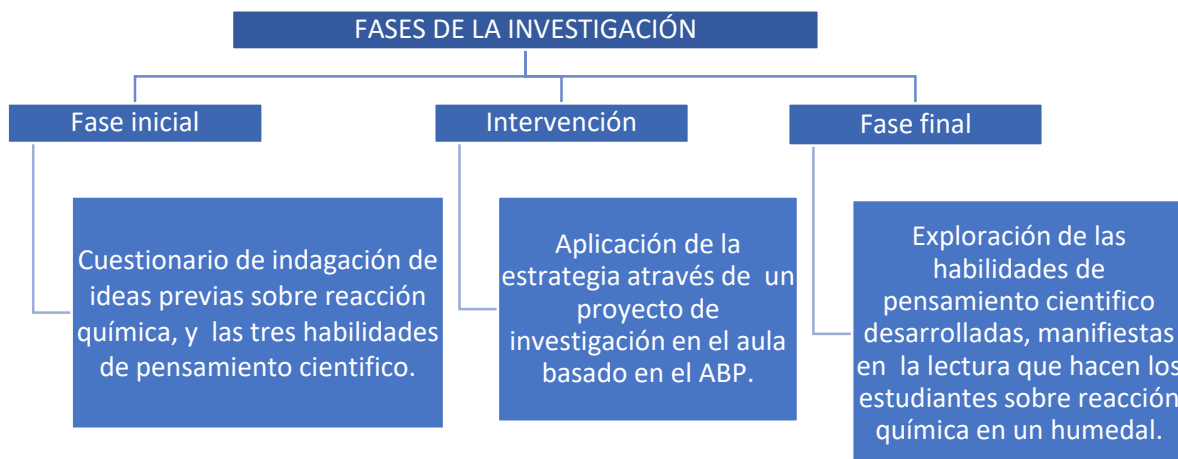 FASES DE LA INVESTIGACIÓN
Fase inicial
Intervención
Fase final
Cuestionario de indagación de
ideas previas sobre reacción
química, y las tres habilidades
de pensamiento cientifico.
Aplicación de la
estrategia através de un
proyecto de
investigación en el aula
basado en el ABP.
Exploración de las
habilidades de
pensamiento cientifico
desarrolladas, manifiestas
en la lectura que hacen los
estudiantes sobre reacción
química en un humedal.